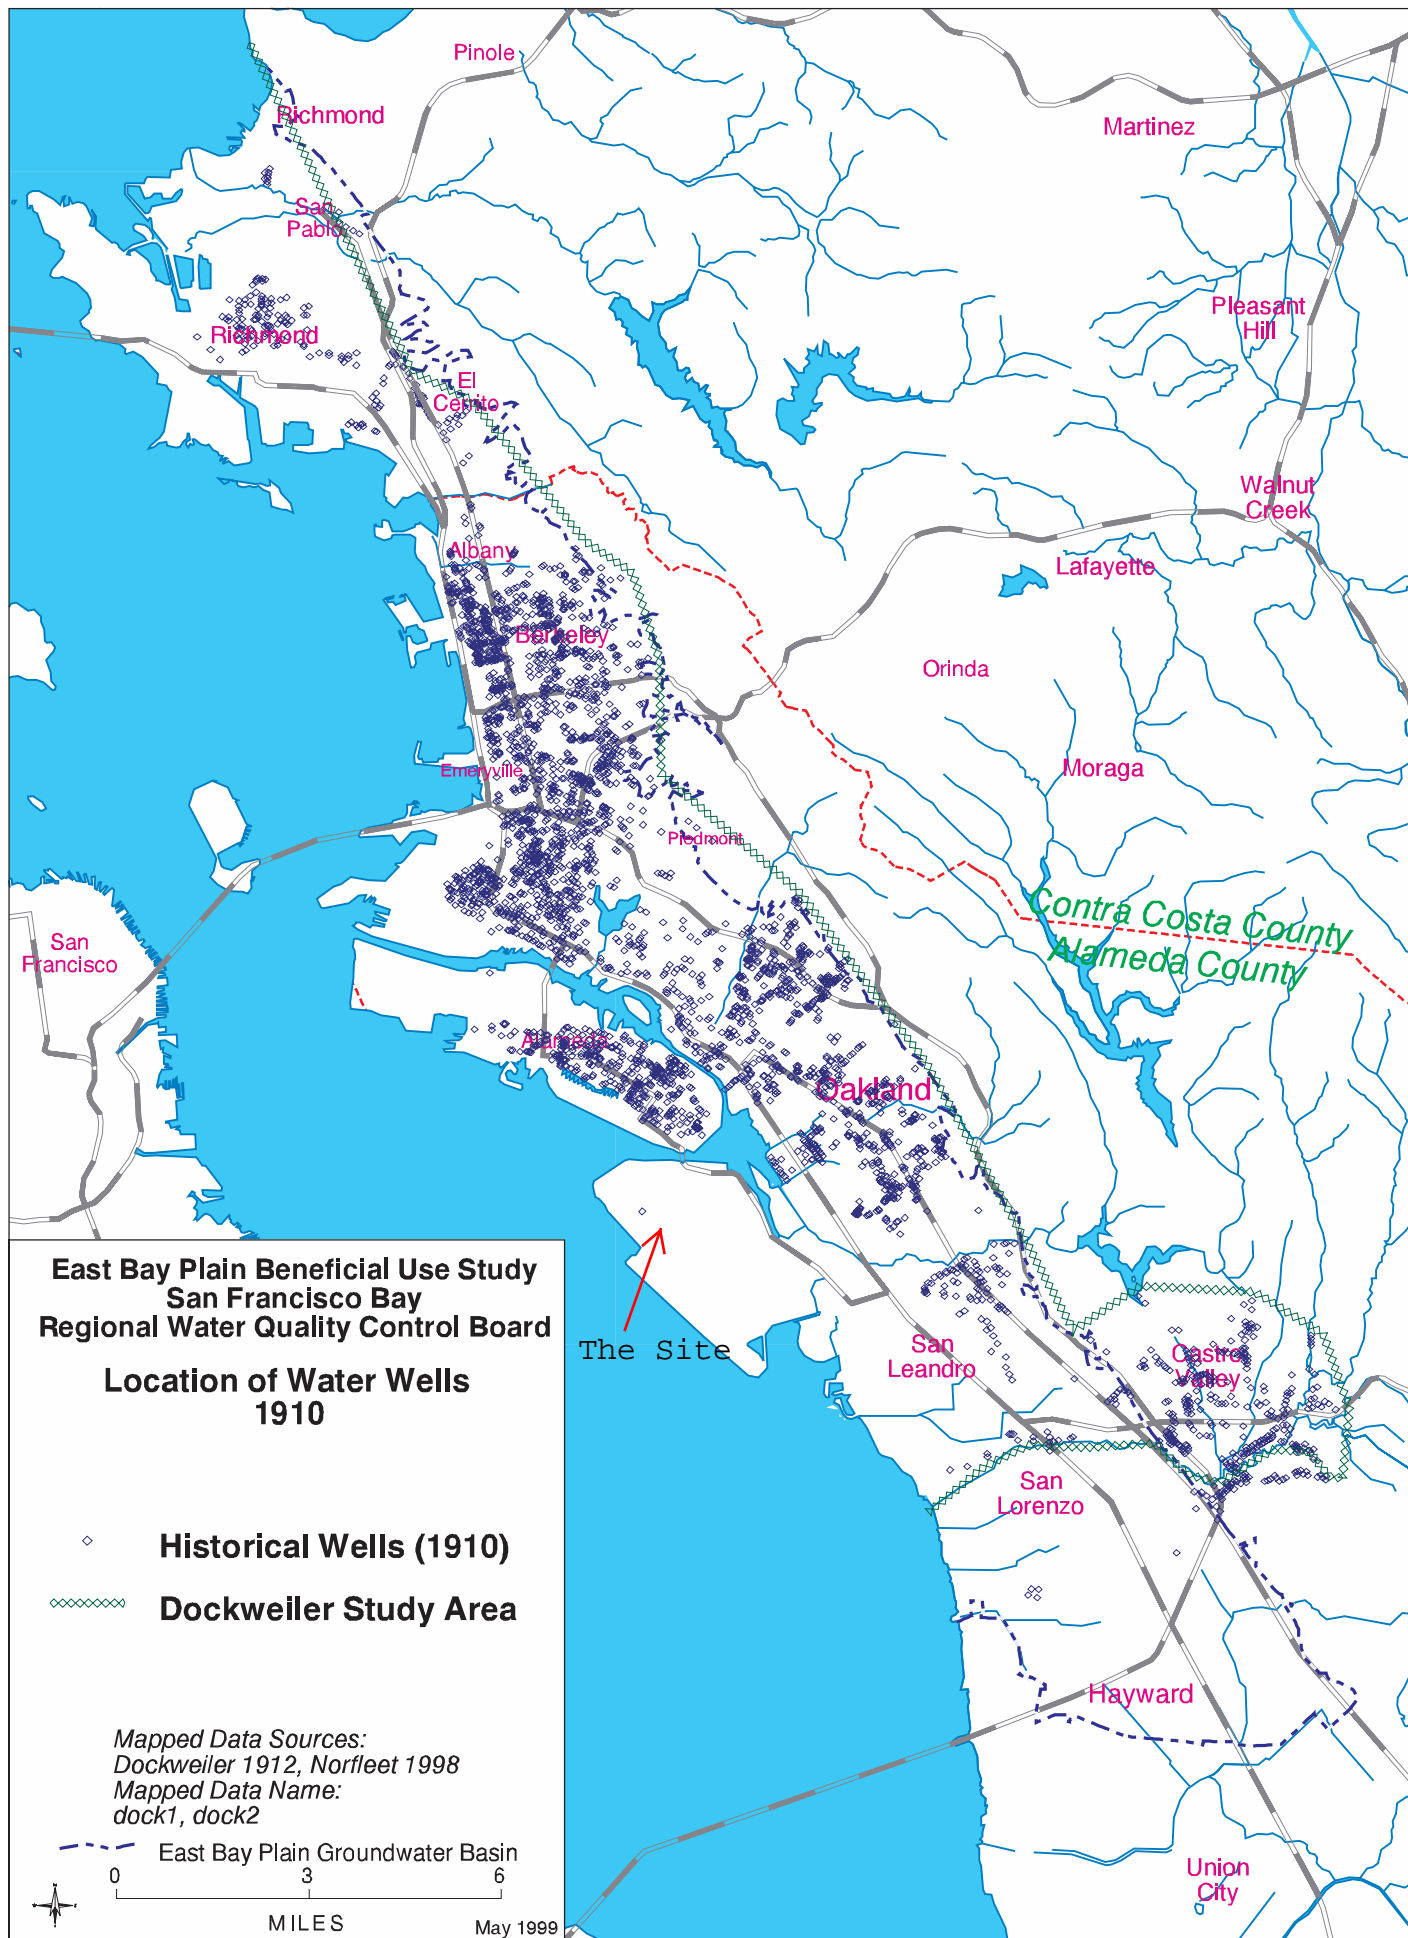 Pinole
Richmond
Martinez
San
Pablo
Pleasant
Hill
Richmond
El
Cerrito
Walnut
Creek
Albany
Lafayette
Berkeley
Orinda
Moraga
Emeryville
Piedmont
Contra Costa County
Alameda County
San
Francisco
Alameda
Oakland
The Site
San
Leandro
Castro
Valley
San
Lorenzo
Hayward
Union
City
East Bay Plain Beneficial Use Study
San Francisco Bay
Regional Water Quality Control Board
Location of Water Wells
1910
Historical Wells (1910)
Dockweiler Study Area
Mapped Data Sources:
Dockweiler 1912, Norfleet 1998
Mapped Data Name:
dock1, dock2
East Bay Plain Groundwater Basin
0 3 6
MILES
May 1999